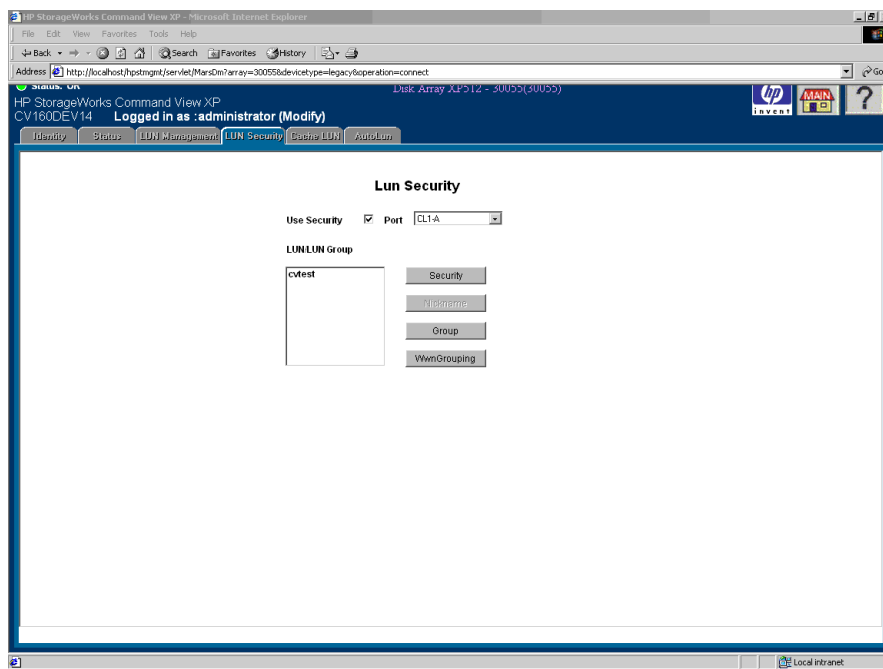 HP StorageWorks Command View XP - Microsoft Internet Explorer
File Edit View Favorites Tools Help
Back Search Favorites History
Address http://localhost/hpstmgmt/servlet/MarsDm?array=30055&devicetype=legacy&operation=connect Go
Status: OK Disk Array XP512 - 30055(30055)
HP StorageWorks Command View XP
CV160DEV14 Logged in as :administrator (Modify)
hp invent MAIN ?
Identity Status LUN Management LUN Security Cache LUN AutoLun
Lun Security
Use Security Port CL1-A
LUN/LUN Group
cvtest
Security
Nickname
Group
WwnGrouping
Local intranet